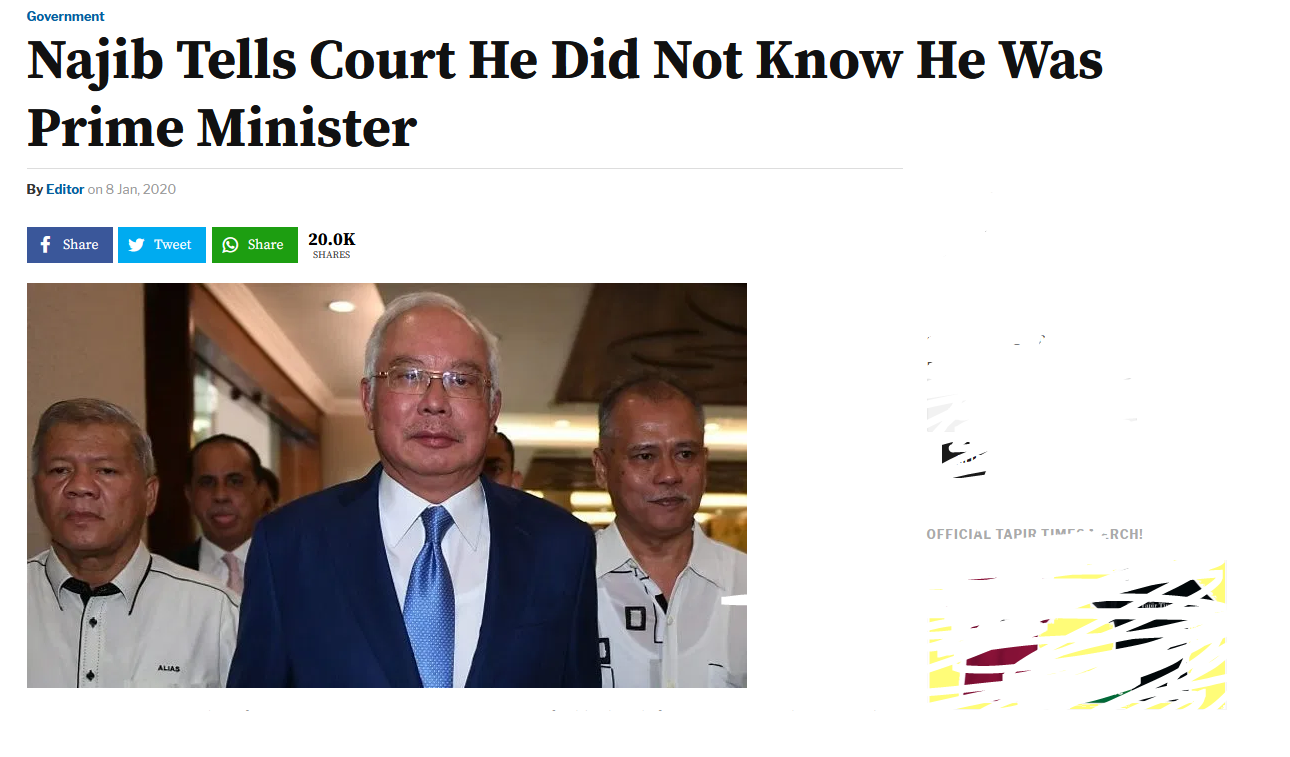 Government
Najib Tells Court He Did Not Know He Was
Prime Minister
By Editor on 8 Jan, 2020
Share
Tweet
Share
20.0K
SHARES
ALIAS
OFFICIAL TAPIR TIMES